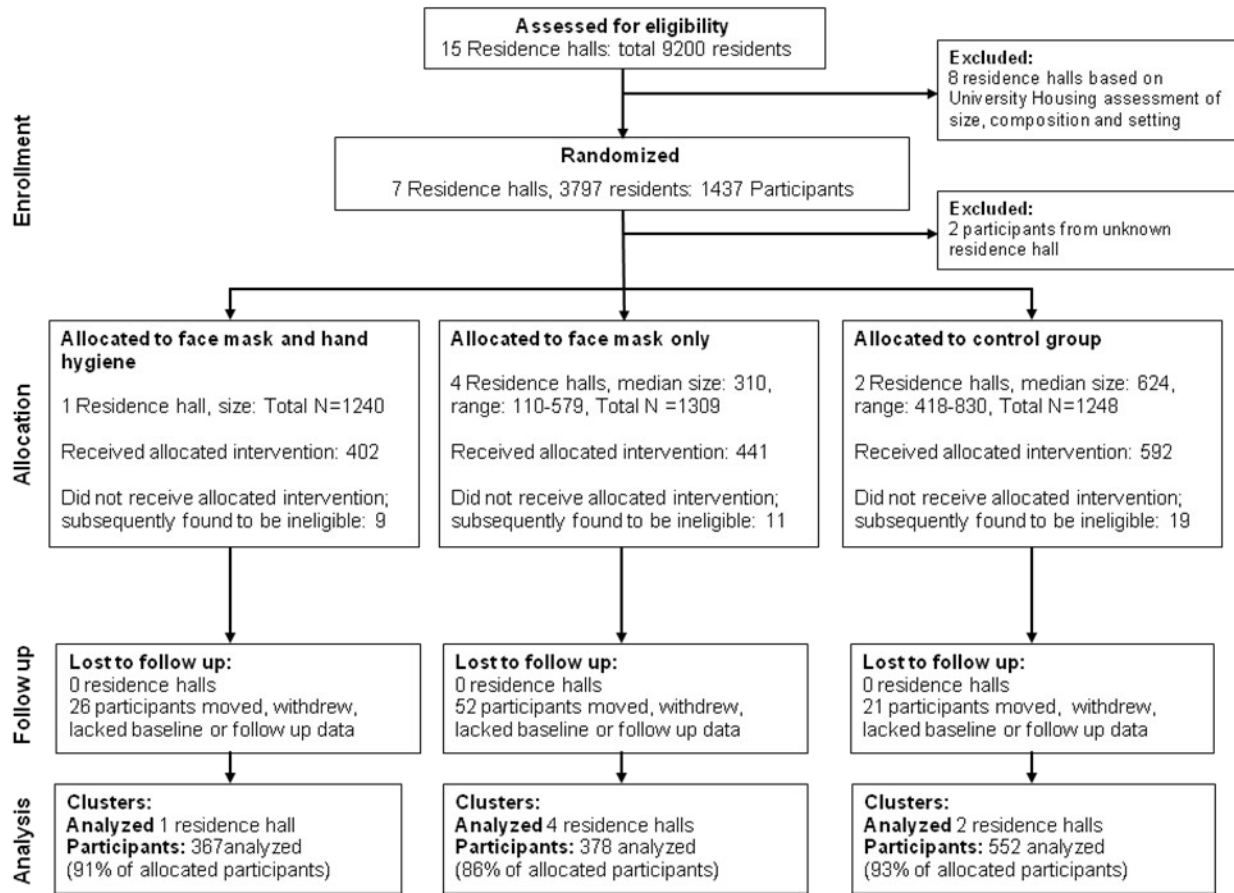 Assessed for eligibility
15 Residence halls: total 9200 residents
Excluded:
8 residence halls based on
University Housing assessment of
size, composition and setting
Enrollment
Randomized
7 Residence halls, 3797 residents: 1437 Participants
Excluded:
2 participants from unknown
residence hall
Allocation
Allocated to face mask and hand
hygiene
1 Residence hall, size: Total N=1240
Received allocated intervention: 402
Did not receive allocated intervention;
subsequently found to be ineligible: 9
Allocated to face mask only
4 Residence halls, median size: 310,
range: 110-579, Total N =1309
Received allocated intervention: 441
Did not receive allocated intervention;
subsequently found to be ineligible: 11
Allocated to control group
2 Residence halls, median size: 624,
range: 418-830, Total N=1248
Received allocated intervention: 592
Did not receive allocated intervention;
subsequently found to be ineligible: 19
Follow up
Lost to follow up:
0 residence halls
26 participants moved, withdrew,
lacked baseline or follow up data
Lost to follow up:
0 residence halls
52 participants moved, withdrew,
lacked baseline or follow up data
Lost to follow up:
0 residence halls
21 participants moved, withdrew,
lacked baseline or follow up data
Analysis
Clusters:
Analyzed 1 residence hall
Participants: 367analyzed
(91% of allocated participants)
Clusters:
Analyzed 4 residence halls
Participants: 378 analyzed
(86% of allocated participants)
Clusters:
Analyzed 2 residence halls
Participants: 552 analyzed
(93% of allocated participants)